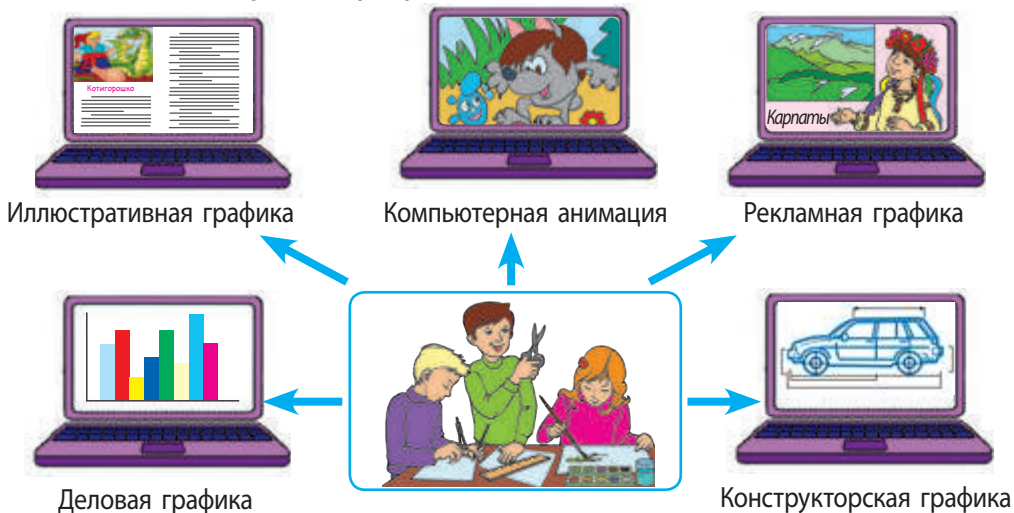 Котигорошко
Карпаты
Иллюстративная графика
Компьютерная анимация
Рекламная графика
Деловая графика
Конструкторская графика